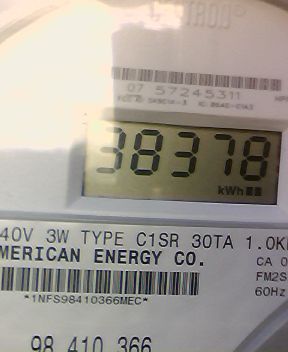 TRON®
07 57245311
38378
kWh
40V 3W TYPE C1SR 30TA 1.0K
MERICAN ENERGY CO.
CA 0
*1NFS98410366MEC*
FM2S
60Hz
98 410 366